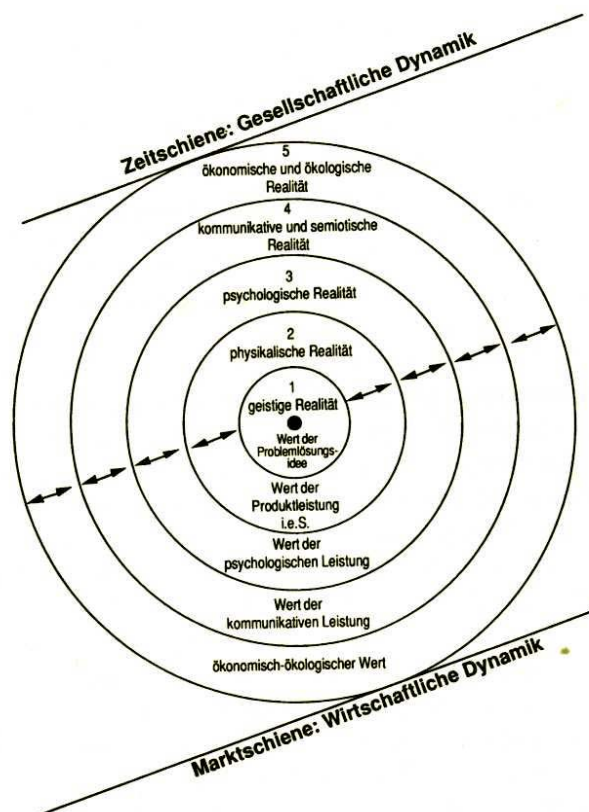 Zeitschiene: Gesellschaftliche Dynamik
5
ökonomische und ökologische
Realität
4
kommunikative und semiotische
Realität
3
psychologische Realität
2
physikalische Realität
1
geistige Realität
Wert der
Problemlösungs-
idee
Wert der
Produktleistung
i.e.S.
Wert der
psychologischen Leistung
Wert der
kommunikativen Leistung
ökonomisch-ökologischer Wert
Marktschiene: Wirtschaftliche Dynamik